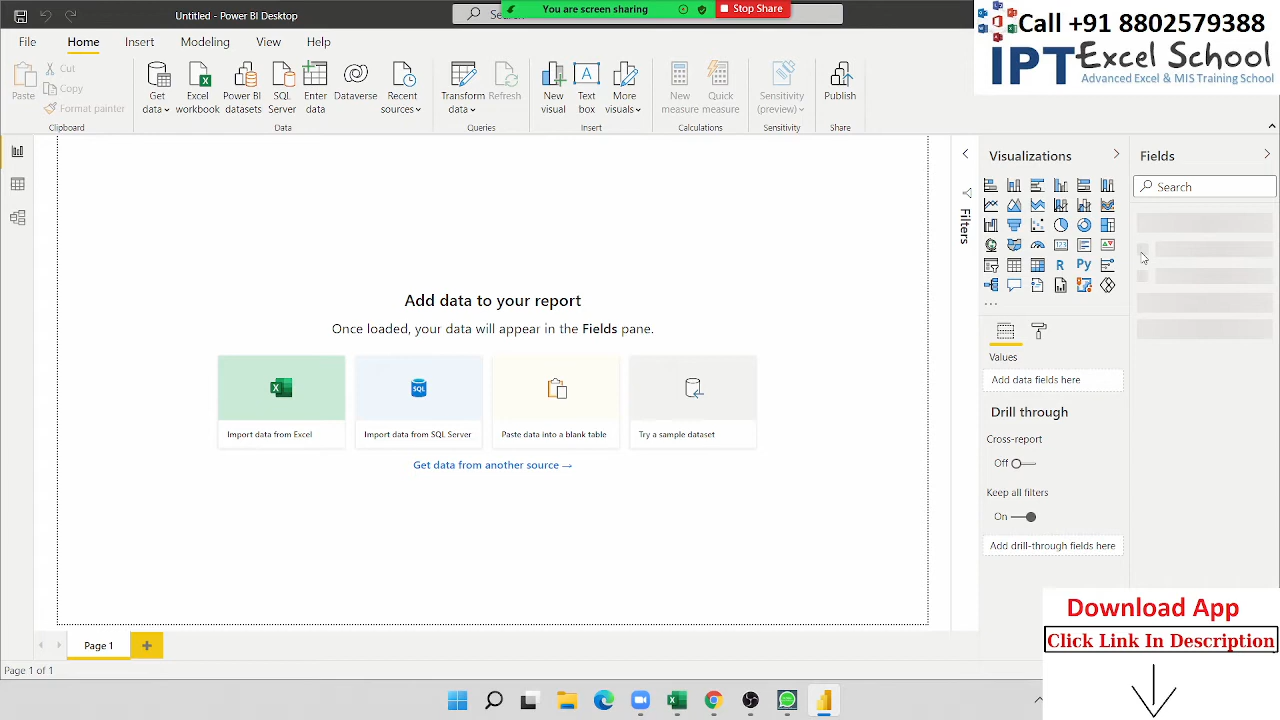 Untitled - Power BI Desktop
You are screen sharing
Stop Share
Call +91 8802579388
IPT Excel School
Advanced Excel & MIS Training School
File
Home
Insert
Modeling
View
Help
Paste
Cut
Copy
Format painter
Get data
Excel workbook
Power BI datasets
SQL Server
Enter data
Dataverse
Recent sources
Transform data
Refresh
New visual
Text box
More visuals
New measure
Quick measure
Sensitivity (preview)
Publish
Clipboard
Data
Queries
Insert
Calculations
Sensitivity
Share
Filters
Visualizations
Fields
Search
R
Py
123
Values
Add data fields here
Drill through
Cross-report
Off
Keep all filters
On
Add drill-through fields here
Add data to your report
Once loaded, your data will appear in the Fields pane.
SQL
Import data from Excel
Import data from SQL Server
Paste data into a blank table
Try a sample dataset
Get data from another source →
Page 1
Page 1 of 1
Download App
Click Link In Description